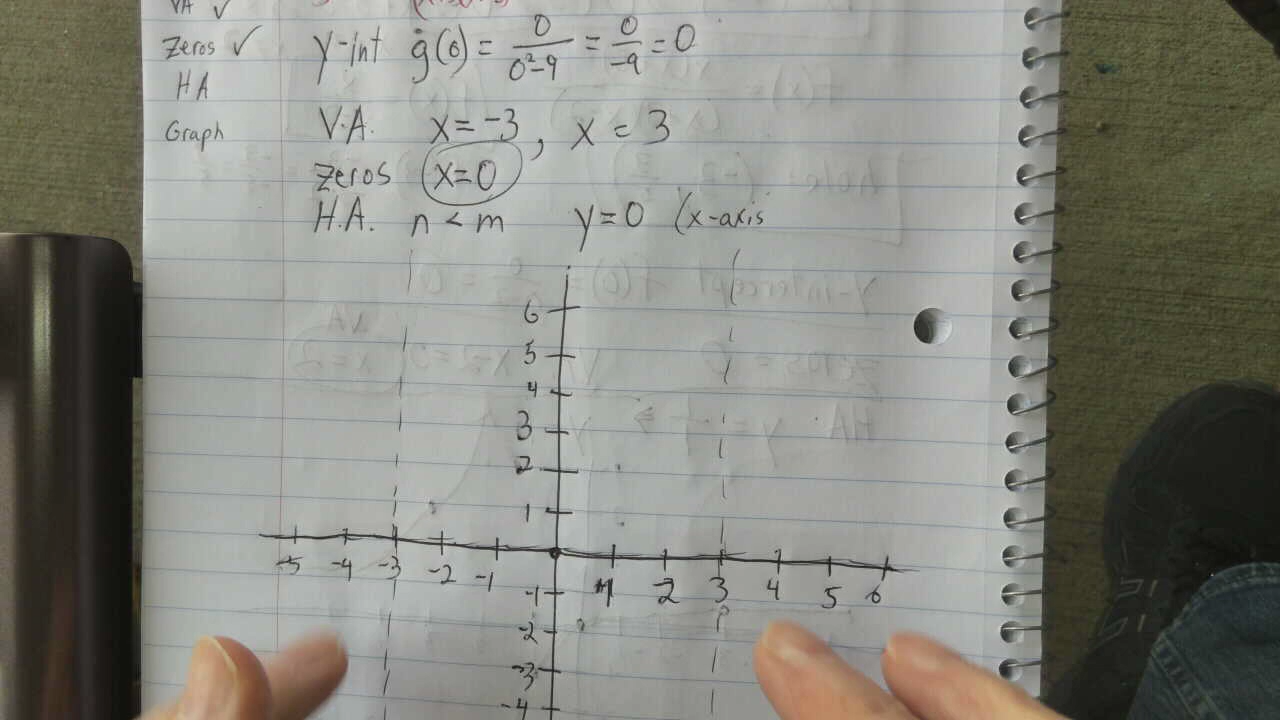 VA ✓
Zeros ✓
HA
Graph
y-int g(0) = 0/(0²-9) = 0/-9 = 0
V.A. x = -3, x = 3
zeros x=0
H.A. n < m y=0 (x-axis
6
5
4
3
2
1
-5 -4 -3 -2 -1 1 2 3 4 5 6
-1
-2
-3
-4